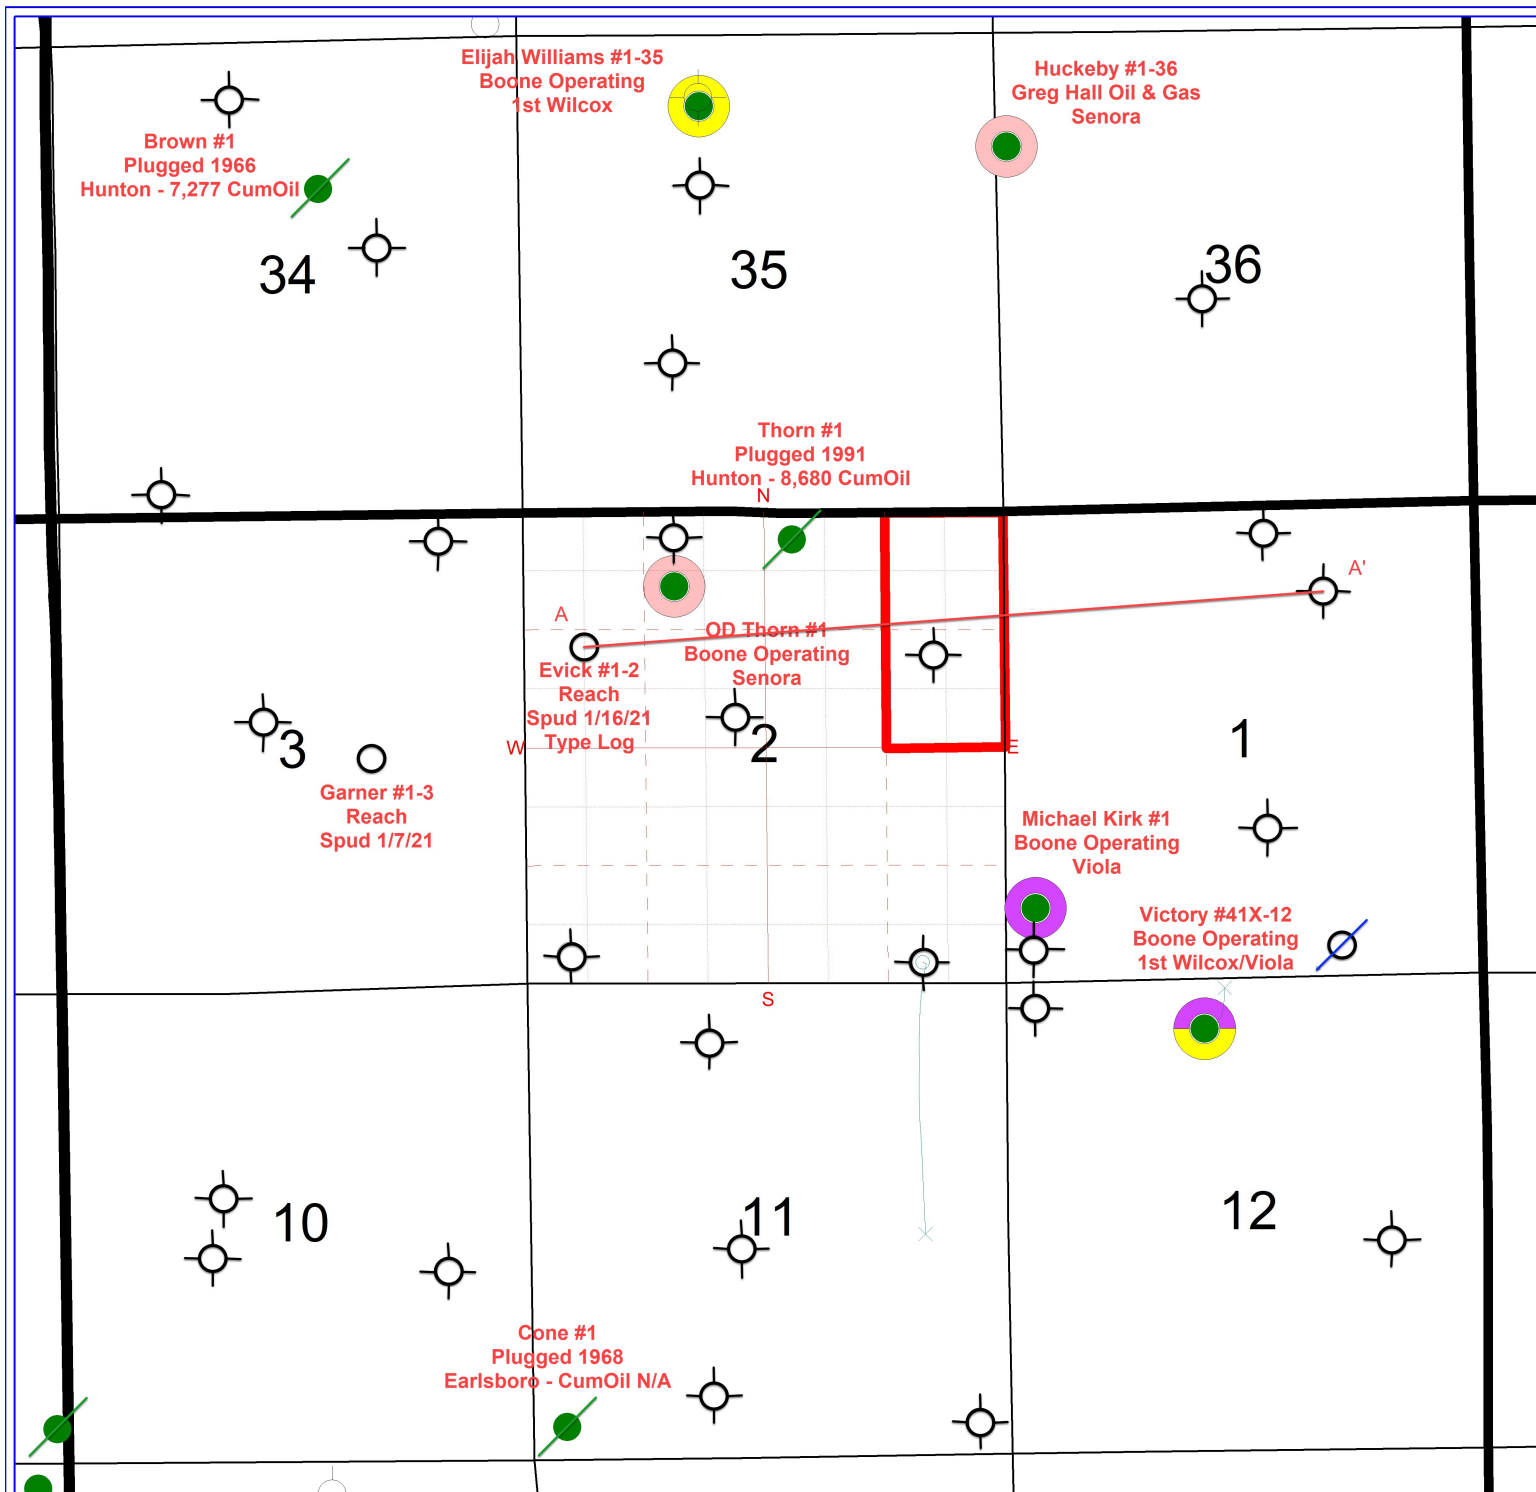 Elijah Williams #1-35
Boone Operating
1st Wilcox
Huckeby #1-36
Greg Hall Oil & Gas
Senora
Brown #1
Plugged 1966
Hunton - 7,277 CumOil
34
35
36
Thorn #1
Plugged 1991
Hunton - 8,680 CumOil
N
A'
A
OD Thorn #1
Boone Operating
Senora
Evick #1-2
Reach
Spud 1/16/21
Type Log
W
E
3
2
1
Garner #1-3
Reach
Spud 1/7/21
Michael Kirk #1
Boone Operating
Viola
Victory #41X-12
Boone Operating
1st Wilcox/Viola
S
10
11
12
Cone #1
Plugged 1968
Earlsboro - CumOil N/A